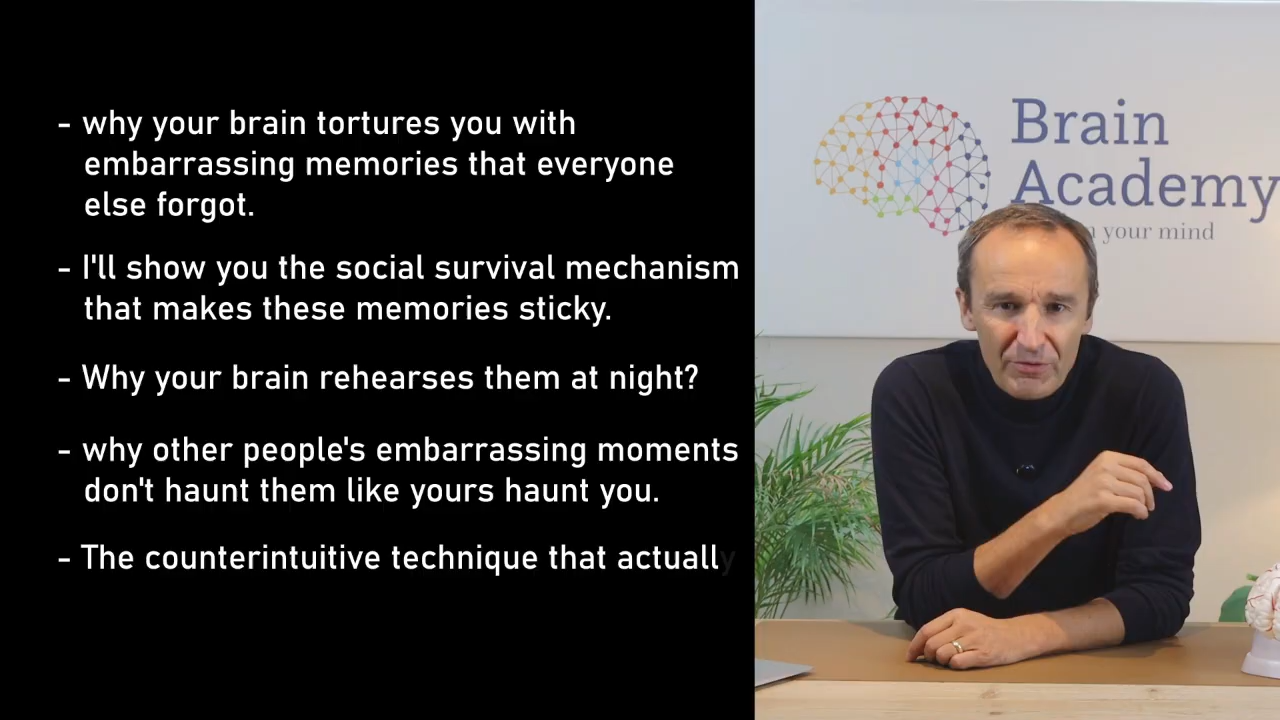 - why your brain tortures you with
embarrassing memories that everyone
else forgot.
- I'll show you the social survival mechanism
that makes these memories sticky.
- Why your brain rehearses them at night?
- why other people's embarrassing moments
don't haunt them like yours haunt you.
- The counterintuitive technique that actually
Brain
Academy
your mind